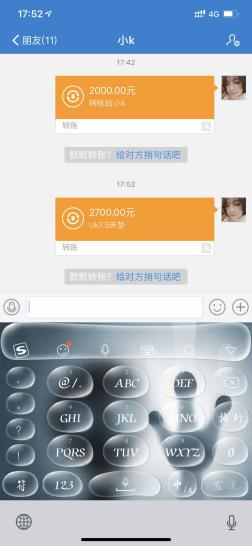 17:52
4G
朋友(11)
小k
17:42
2000.00元
转账给小k
转账
默默转账？给对方捎句话吧
17:52
2700.00元
Uk7.5床垫
转账
默默转账？给对方捎句话吧
S
，
@/.
ABC
DEF
。
GHI
JKL
MNO
换行
？
！
PQRS
TUV
WXYZ
0
符
123
中/英
发送